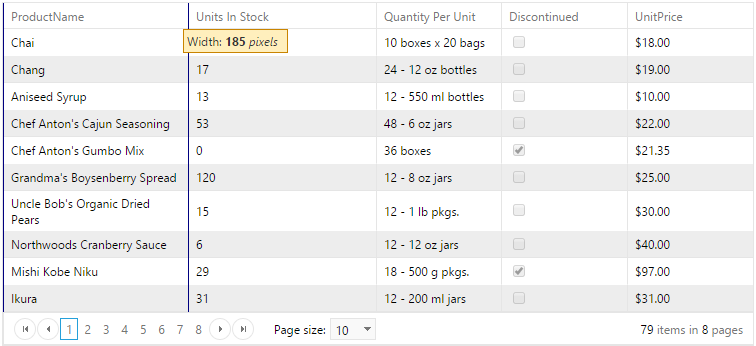 ProductName Units In Stock Quantity Per Unit Discontinued UnitPrice
Width: 185 pixels
Chai 10 boxes x 20 bags $18.00
Chang 17 24 - 12 oz bottles $19.00
Aniseed Syrup 13 12 - 550 ml bottles $10.00
Chef Anton's Cajun Seasoning 53 48 - 6 oz jars $22.00
Chef Anton's Gumbo Mix 0 36 boxes $21.35
Grandma's Boysenberry Spread 120 12 - 8 oz jars $25.00
Uncle Bob's Organic Dried
Pears 15 12 - 1 lb pkgs. $30.00
Northwoods Cranberry Sauce 6 12 - 12 oz jars $40.00
Mishi Kobe Niku 29 18 - 500 g pkgs. $97.00
Ikura 31 12 - 200 ml jars $31.00
1 2 3 4 5 6 7 8 Page size: 10 79 items in 8 pages